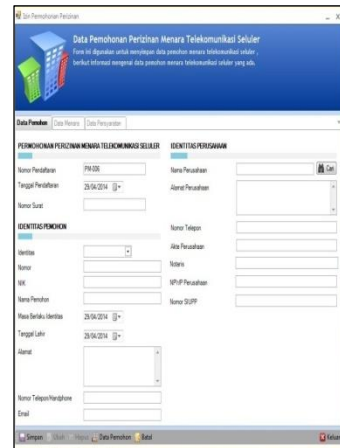 Izin Permohonan Perizinan
Data Pemohonan Perizinan Menara Telekomunikasi Seluler
Form ini digunakan untuk menyimpan data pemohon menara telekomunikasi seluler ,
berikut informasi mengenai data pemohon menara telekomunikasi seluler yang ada.
Data Pemohon Data Menara Data Persyaratan
PERMOHONAN PERIZINAN MENARA TELEKOMUNIKASI SELULER
Nomor Pendaftaran PM-006
Tanggal Pendaftaran 29/04/2014
Nomor Surat
IDENTITAS PEMOHON
Identitas
Nomor
NIK
Nama Pemohon
Masa Berlaku Identitas 29/04/2014
Tanggal Lahir 29/04/2014
Alamat
Nomor Telepon/Handphone
Email
IDENTITAS PERUSAHAAN
Nama Perusahaan Cari
Alamat Perusahaan
Nomor Telepon
Akte Perusahaan
Notaris
NPWP Perusahaan
Nomor SIUPP
Simpan Ubah Hapus Data Pemohon Batal Keluar